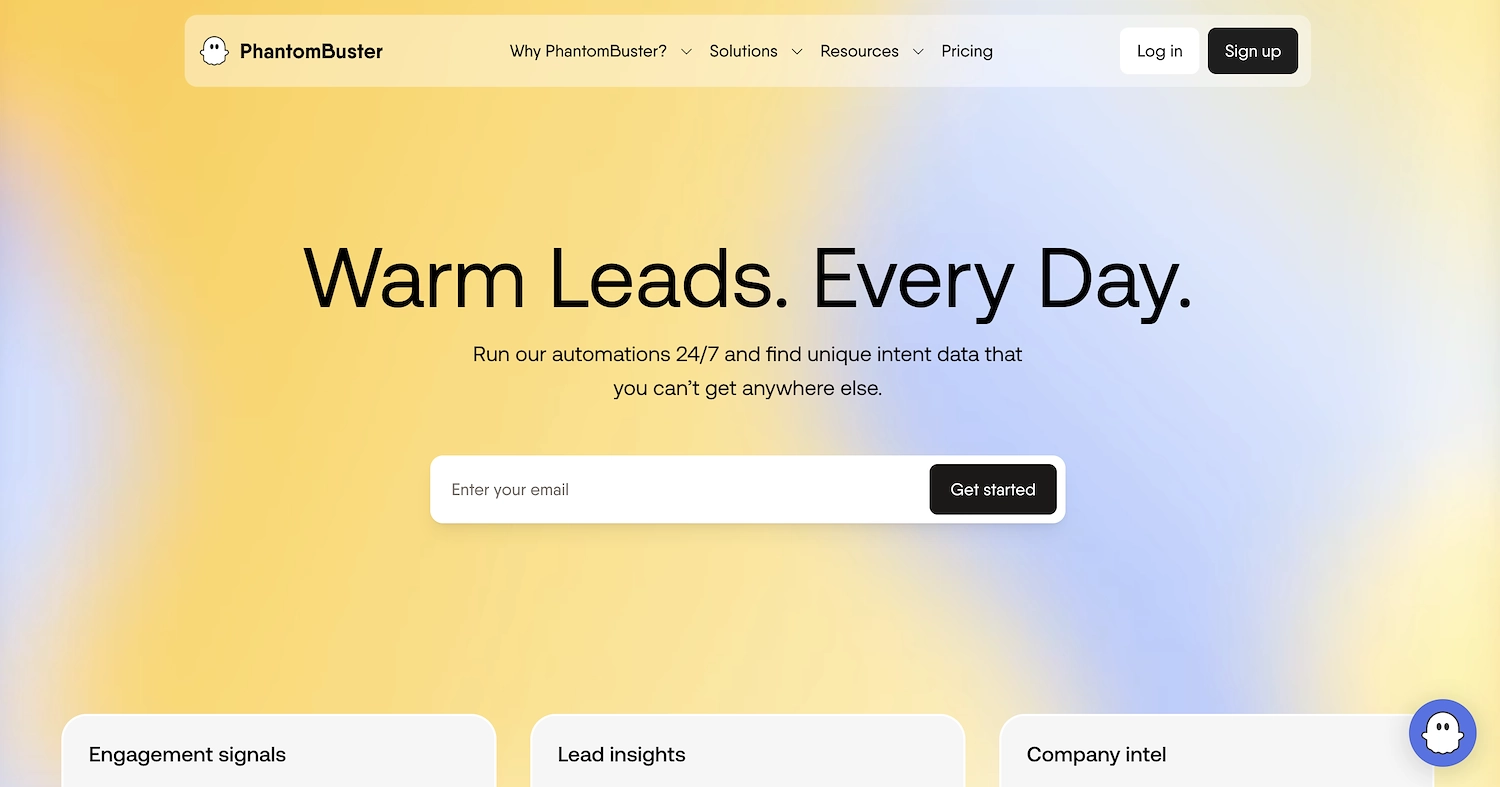 PhantomBuster
Why PhantomBuster?
Solutions
Resources
Pricing
Log in
Sign up
Warm Leads. Every Day.
Run our automations 24/7 and find unique intent data that
you can’t get anywhere else.
Enter your email
Get started
Engagement signals
Lead insights
Company intel